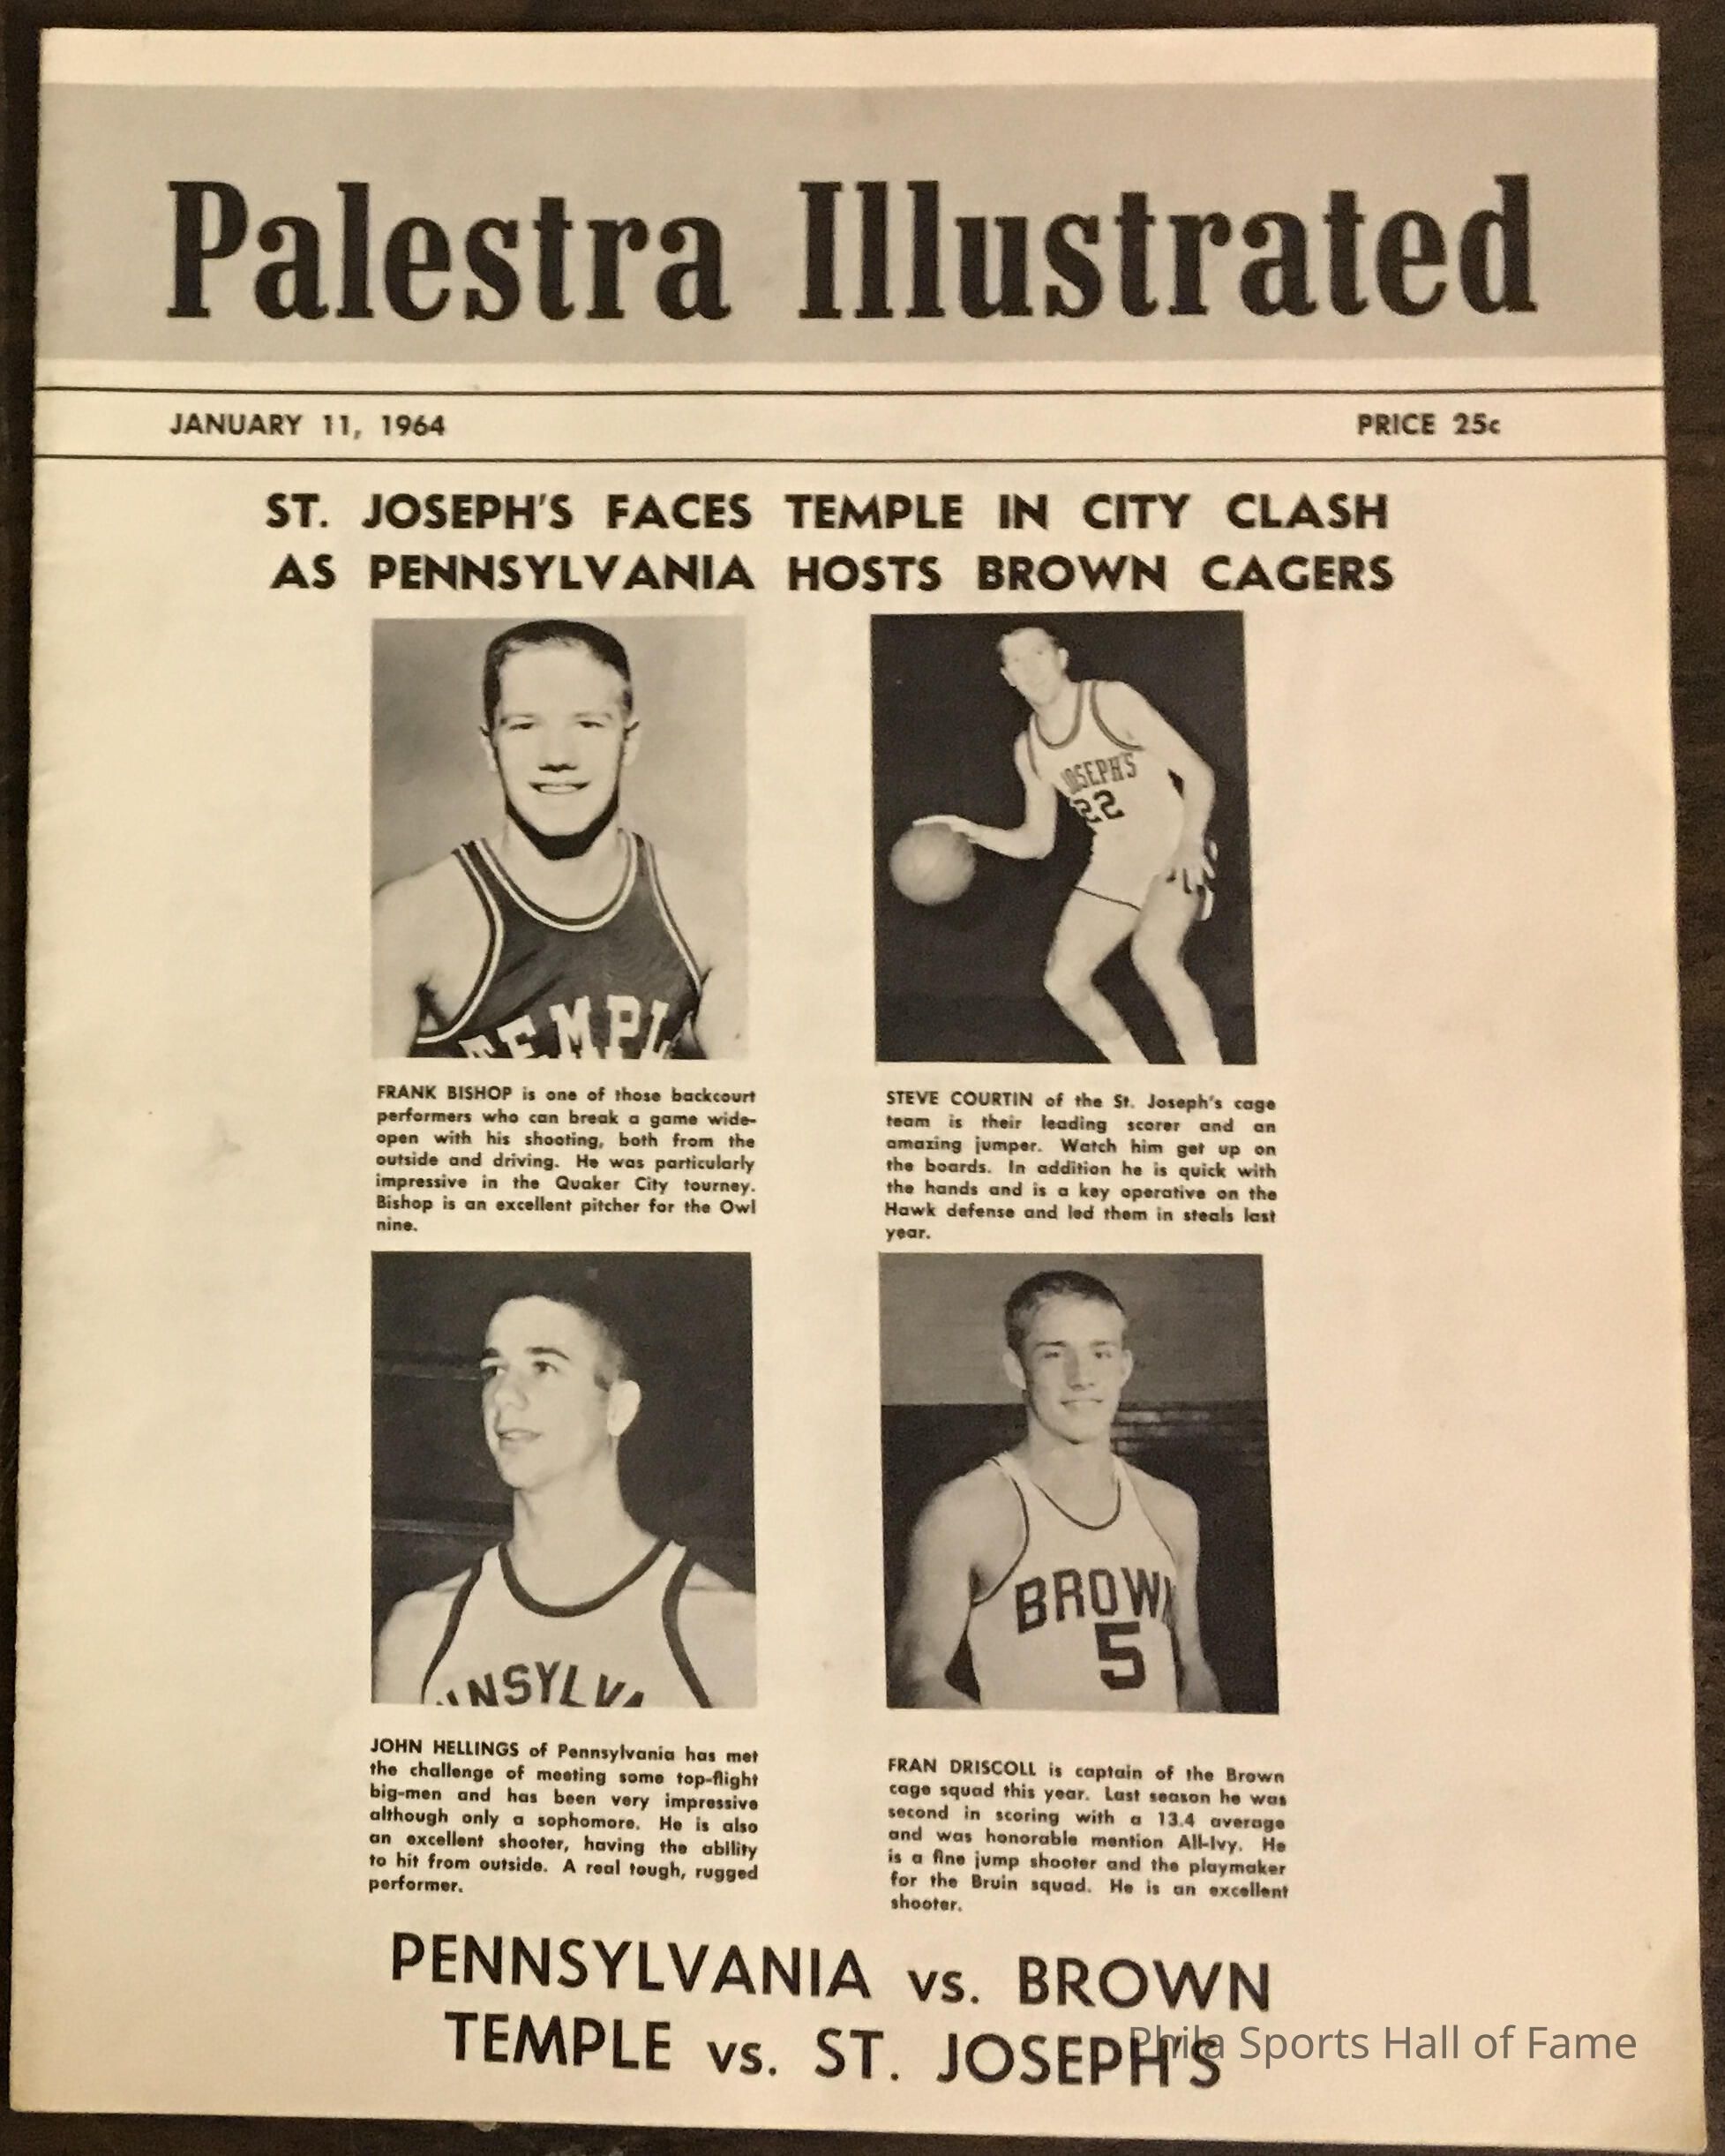 Palestra Illustrated
JANUARY 11, 1964
PRICE 25c
ST. JOSEPH'S FACES TEMPLE IN CITY CLASH
AS PENNSYLVANIA HOSTS BROWN CAGERS
TEMPL
JOSEPH'S
22
FRANK BISHOP is one of those backcourt
performers who can break a game wide-
open with his shooting, both from the
outside and driving. He was particularly
impressive in the Quaker City tourney.
Bishop is an excellent pitcher for the Owl
nine.
STEVE COURTIN of the St. Joseph's cage
team is their leading scorer and an
amazing jumper. Watch him get up on
the boards. In addition he is quick with
the hands and is a key operative on the
Hawk defense and led them in steals last
year.
NSYLVA
BROWN
5
JOHN HELLINGS of Pennsylvania has met
the challenge of meeting some top-flight
big-men and has been very impressive
although only a sophomore. He is also
an excellent shooter, having the ability
to hit from outside. A real tough, rugged
performer.
FRAN DRISCOLL is captain of the Brown
cage squad this year. Last season he was
second in scoring with a 13.4 average
and was honorable mention All-Ivy. He
is a fine jump shooter and the playmaker
for the Bruin squad. He is an excellent
shooter.
PENNSYLVANIA vs. BROWN
TEMPLE vs. ST. JOSEPH'S
Phila Sports Hall of Fame